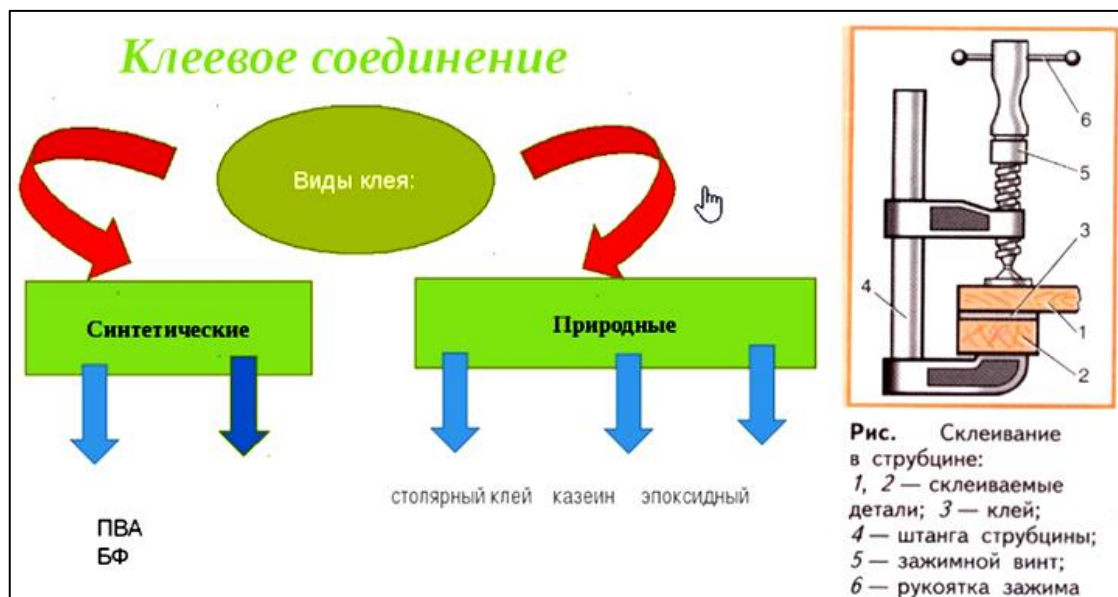 Клеевое соединение
Виды клея:
Синтетические
Природные
ПВА
БФ
столярный клей казеин эпоксидный
6
5
3
4
1
2
Рис. Склеивание
в струбцине:
1, 2 — склеиваемые
детали; 3 — клей;
4 — штанга струбцины;
5 — зажимной винт;
6 — рукоятка зажима